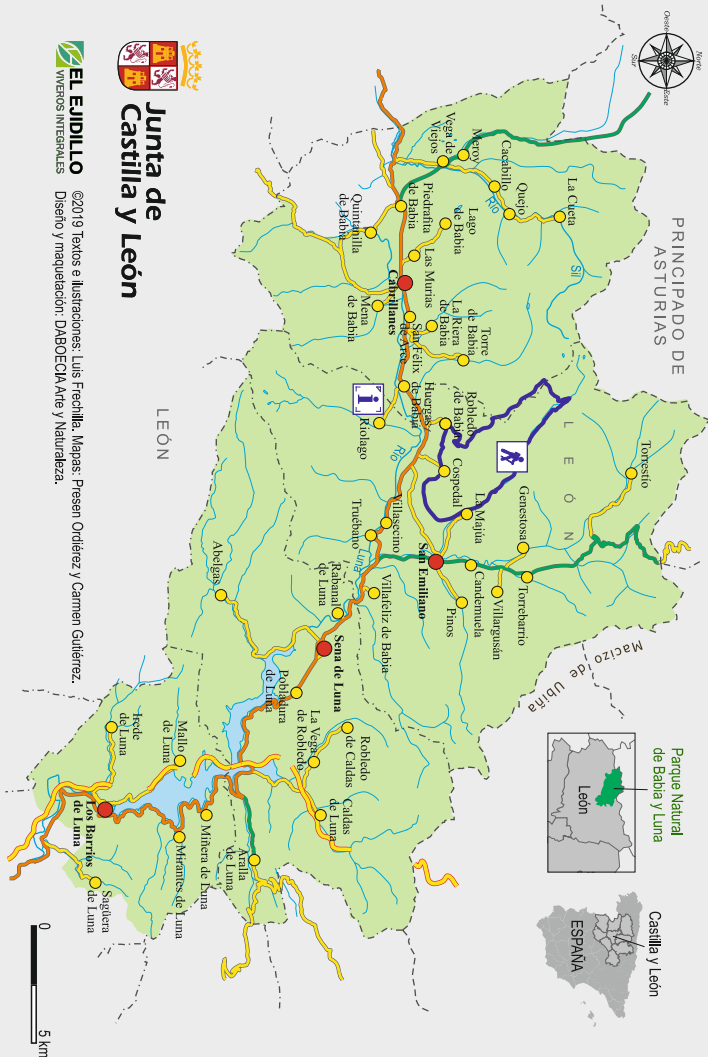 Norte
Este
Sur
Oeste
PRINCIPADO DE
ASTURIAS
LEÓN
LEÓN
Macizo de Ubiña
La Cueta
Quejo
Cacabillo
Meroy
Vega de
Viejos
Río
Sil
Piedrafita
de Babia
Lago
de Babia
Las Murias
Quintanilla
de Babia
Cabrillanes
Mena
de Babia
San Félix
de Arce
La Riera
de Babia
Torre
de Babia
Huergas
de Babia
Riolago
i
Robledo
de Babia
Cospedal
La Majúa
Torrestío
Genestosa
Torrebarrio
Villargusán
Candemuela
San Emiliano
Pinos
Río
Luna
Villasecino
Truébano
Villafeliz de Babia
Rabanal
de Luna
Sena de Luna
Abelgas
Pobladura
de Luna
La Vega
de Robledo
Robledo
de Caldas
Caldas
de Luna
Aralla
de Luna
Mallo
de Luna
Irede
de Luna
Miñera de Luna
Mirantes de Luna
Los Barrios
de Luna
Sagüera
de Luna
Parque Natural
de Babia y Luna
León
Castilla y León
ESPAÑA
0 5 km
Junta de
Castilla y León
EL EJIDILLO
VIVEROS INTEGRALES
©2019 Textos e ilustraciones: Luis Frechilla. Mapas: Presen Ordiérez y Carmen Gutiérrez.
Diseño y maquetación: DABOECIA Arte y Naturaleza.